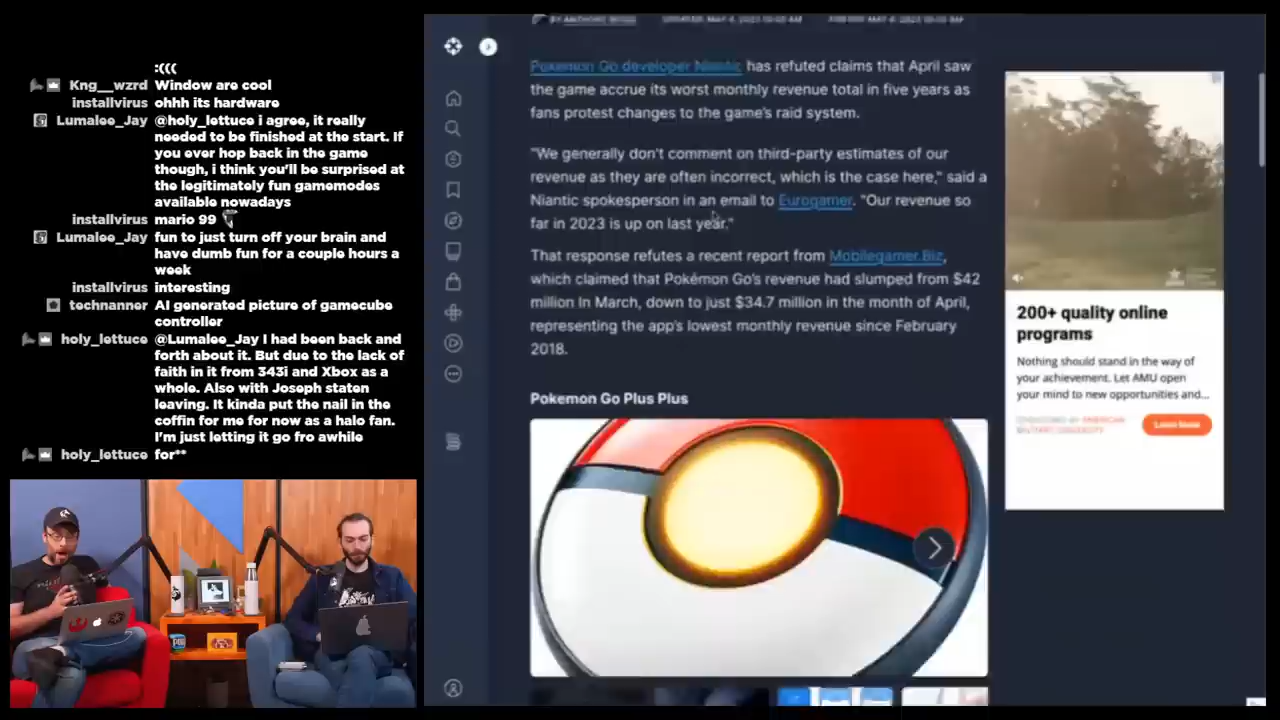 :(((
Kng__wzrd Window are cool
installvirus ohhh its hardware
Lumalee_Jay @holy_lettuce i agree, it really
needed to be finished at the start. If
you ever hop back in the game
though, i think you'll be surprised at
the legitimately fun gamemodes
available nowadays
installvirus mario 99
Lumalee_Jay fun to just turn off your brain and
have dumb fun for a couple hours a
week
installvirus interesting
technanner AI generated picture of gamecube
controller
holy_lettuce @Lumalee_Jay I had been back and
forth about it. But due to the lack of
faith in it from 343i and Xbox as a
whole. Also with Joseph staten
leaving. It kinda put the nail in the
coffin for me for now as a halo fan.
I'm just letting it go fro awhile
holy_lettuce for**
Pokemon Go developer Niantic has refuted claims that April saw
the game accrue its worst monthly revenue total in five years as
fans protest changes to the game's raid system.
"We generally don't comment on third-party estimates of our
revenue as they are often incorrect, which is the case here," said a
Niantic spokesperson in an email to Eurogamer. "Our revenue so
far in 2023 is up on last year."
That response refutes a recent report from Mobilegamer.Biz,
which claimed that Pokémon Go's revenue had slumped from $42
million In March, down to just $34.7 million in the month of April,
representing the app's lowest monthly revenue since February
2018.
Pokemon Go Plus Plus
200+ quality online
programs
Nothing should stand in the way of
your achievement. Let AMU open
your mind to new opportunities and...
Learn More